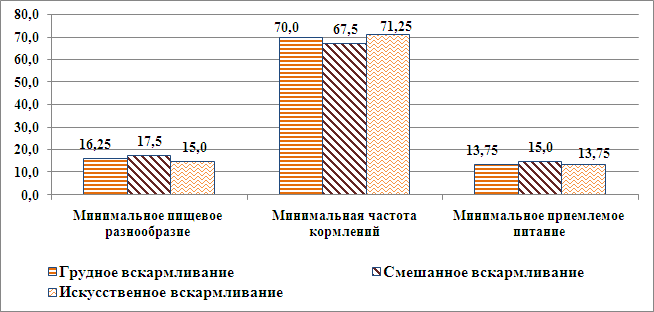 80,0
70,0
60,0
50,0
40,0
30,0
20,0
10,0
0,0
70,0 67,5 71,25
16,25 17,5 15,0
13,75 15,0 13,75
Минимальное пищевое
разнообразие
Минимальная частота
кормлений
Минимальное приемлемое
питание
Грудное вскармливание
Смешанное вскармливание
Искусственное вскармливание